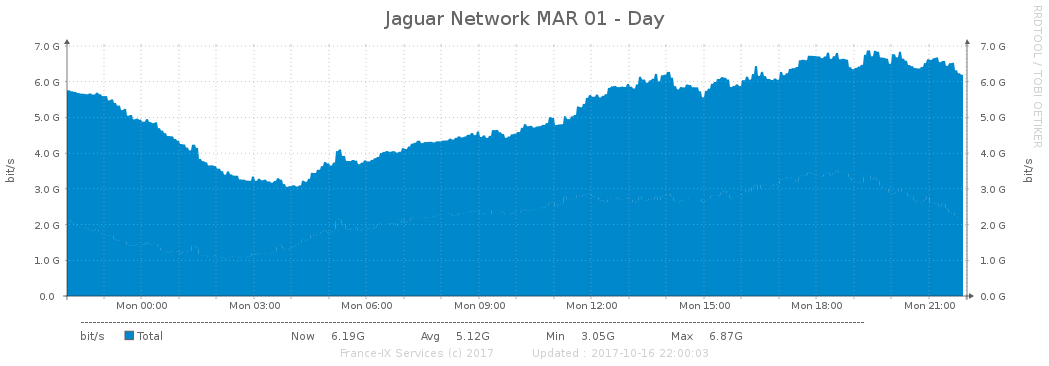 Jaguar Network MAR 01 - Day
RRDTOOL / TOBI OETIKER
7.0 G 7.0 G
6.0 G 6.0 G
5.0 G 5.0 G
4.0 G 4.0 G
3.0 G 3.0 G
2.0 G 2.0 G
1.0 G 1.0 G
0.0 0.0 G
bit/s bit/s
Mon 00:00 Mon 03:00 Mon 06:00 Mon 09:00 Mon 12:00 Mon 15:00 Mon 18:00 Mon 21:00
bit/s Total Now 6.19G Avg 5.12G Min 3.05G Max 6.87G
France-IX Services (c) 2017 Updated : 2017-10-16 22:00:03